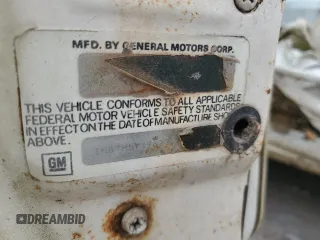 MFD. BY GENERAL MOTORS CORP.
THIS VEHICLE CONFORMS TO ALL APPLICABLE
FEDERAL MOTOR VEHICLE SAFETY STANDARDS
IN EFFECT ON THE DATE OF MANUFACTURE SHO
ABOVE.
GM
DREAMBID